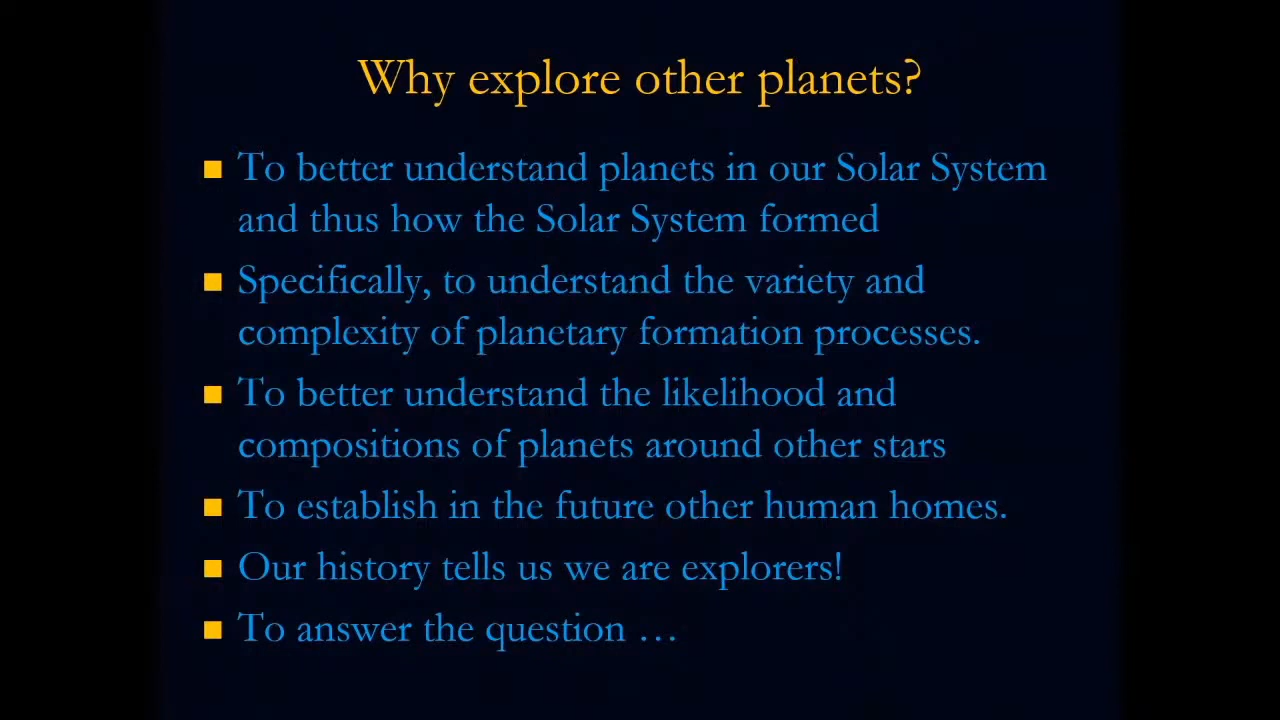 Why explore other planets?
To better understand planets in our Solar System
and thus how the Solar System formed
Specifically, to understand the variety and
complexity of planetary formation processes.
To better understand the likelihood and
compositions of planets around other stars
To establish in the future other human homes.
Our history tells us we are explorers!
To answer the question …